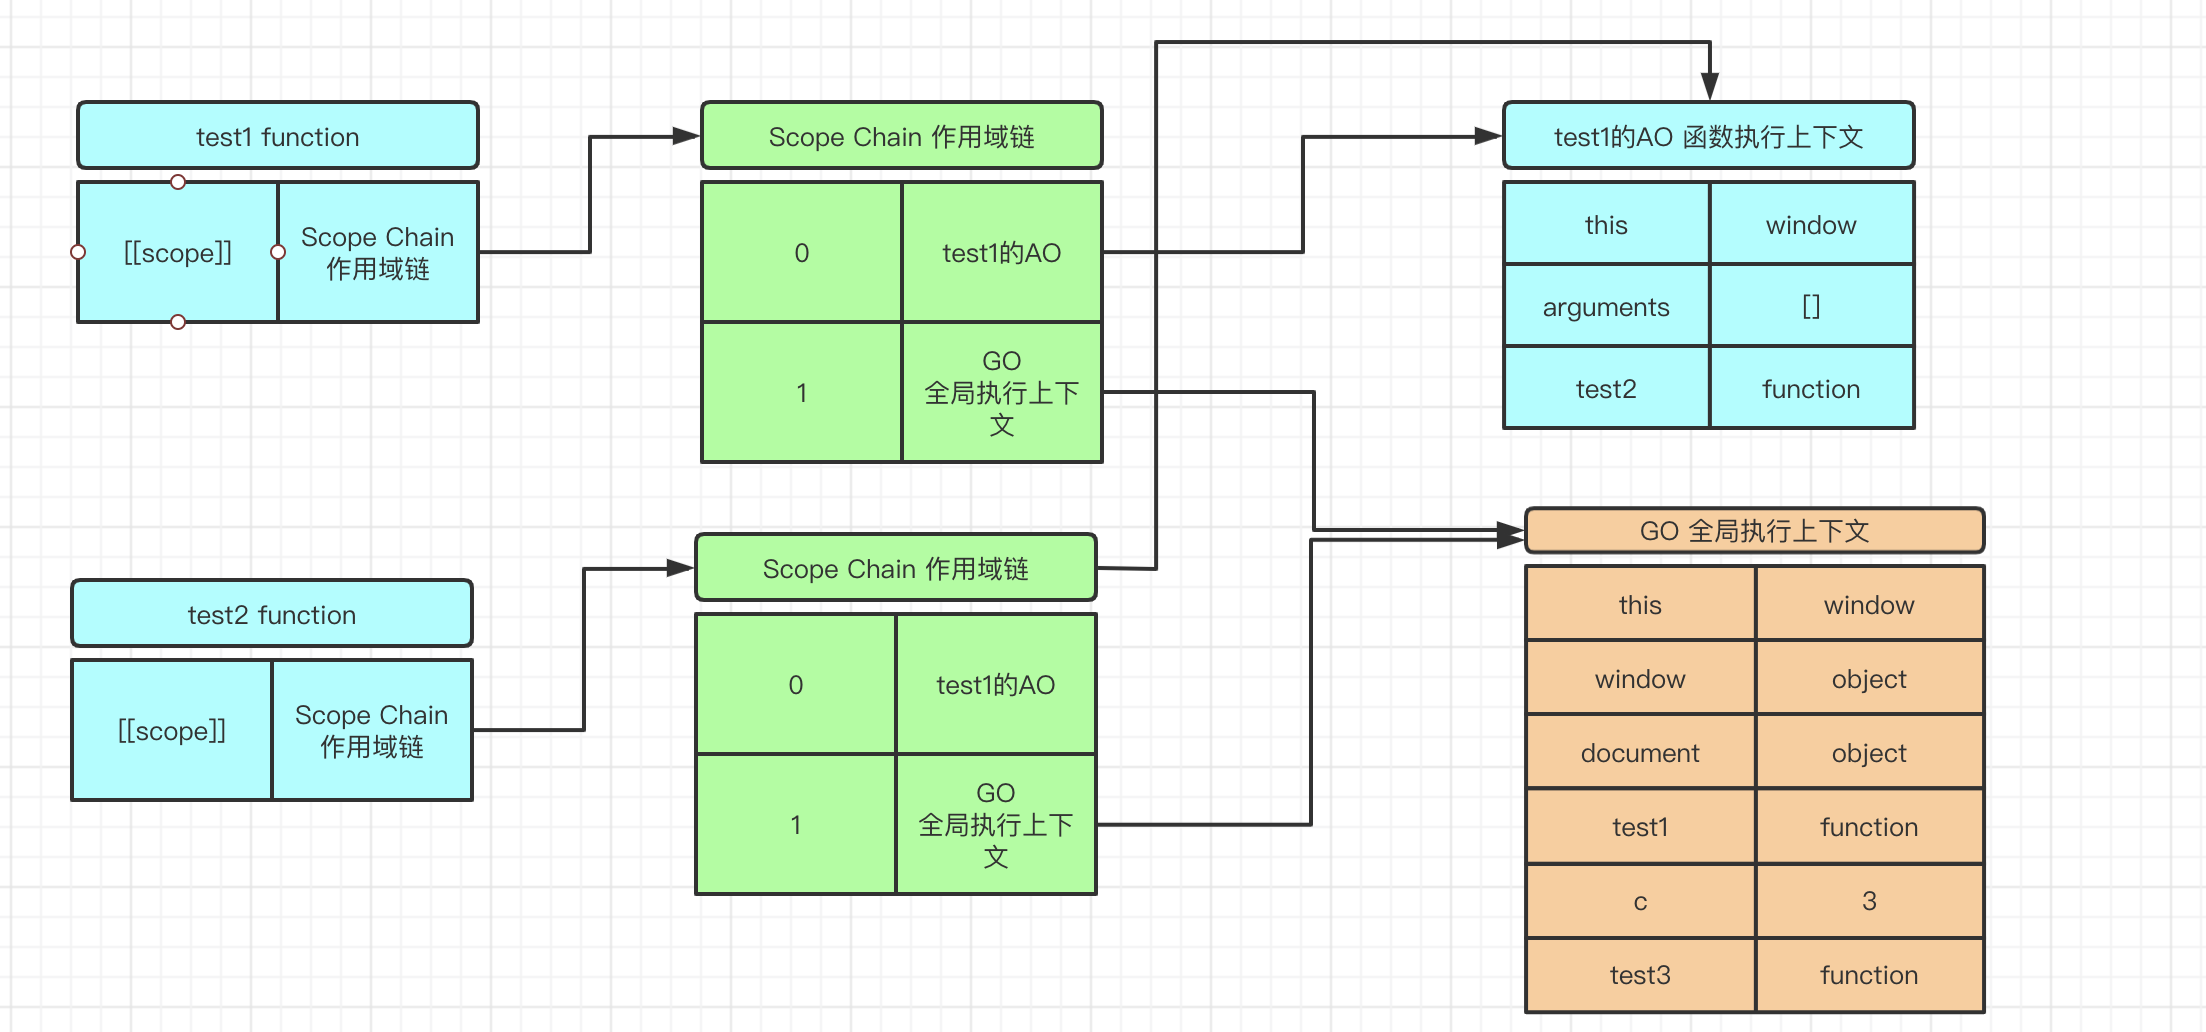 test1 function
[[scope]]
Scope Chain
作用域链
Scope Chain 作用域链
0
test1的AO
1
GO
全局执行上下
文
test1的AO 函数执行上下文
this
window
arguments
[]
test2
function
test2 function
[[scope]]
Scope Chain
作用域链
Scope Chain 作用域链
0
test1的AO
1
GO
全局执行上下
文
GO 全局执行上下文
this
window
window
object
document
object
test1
function
c
3
test3
function